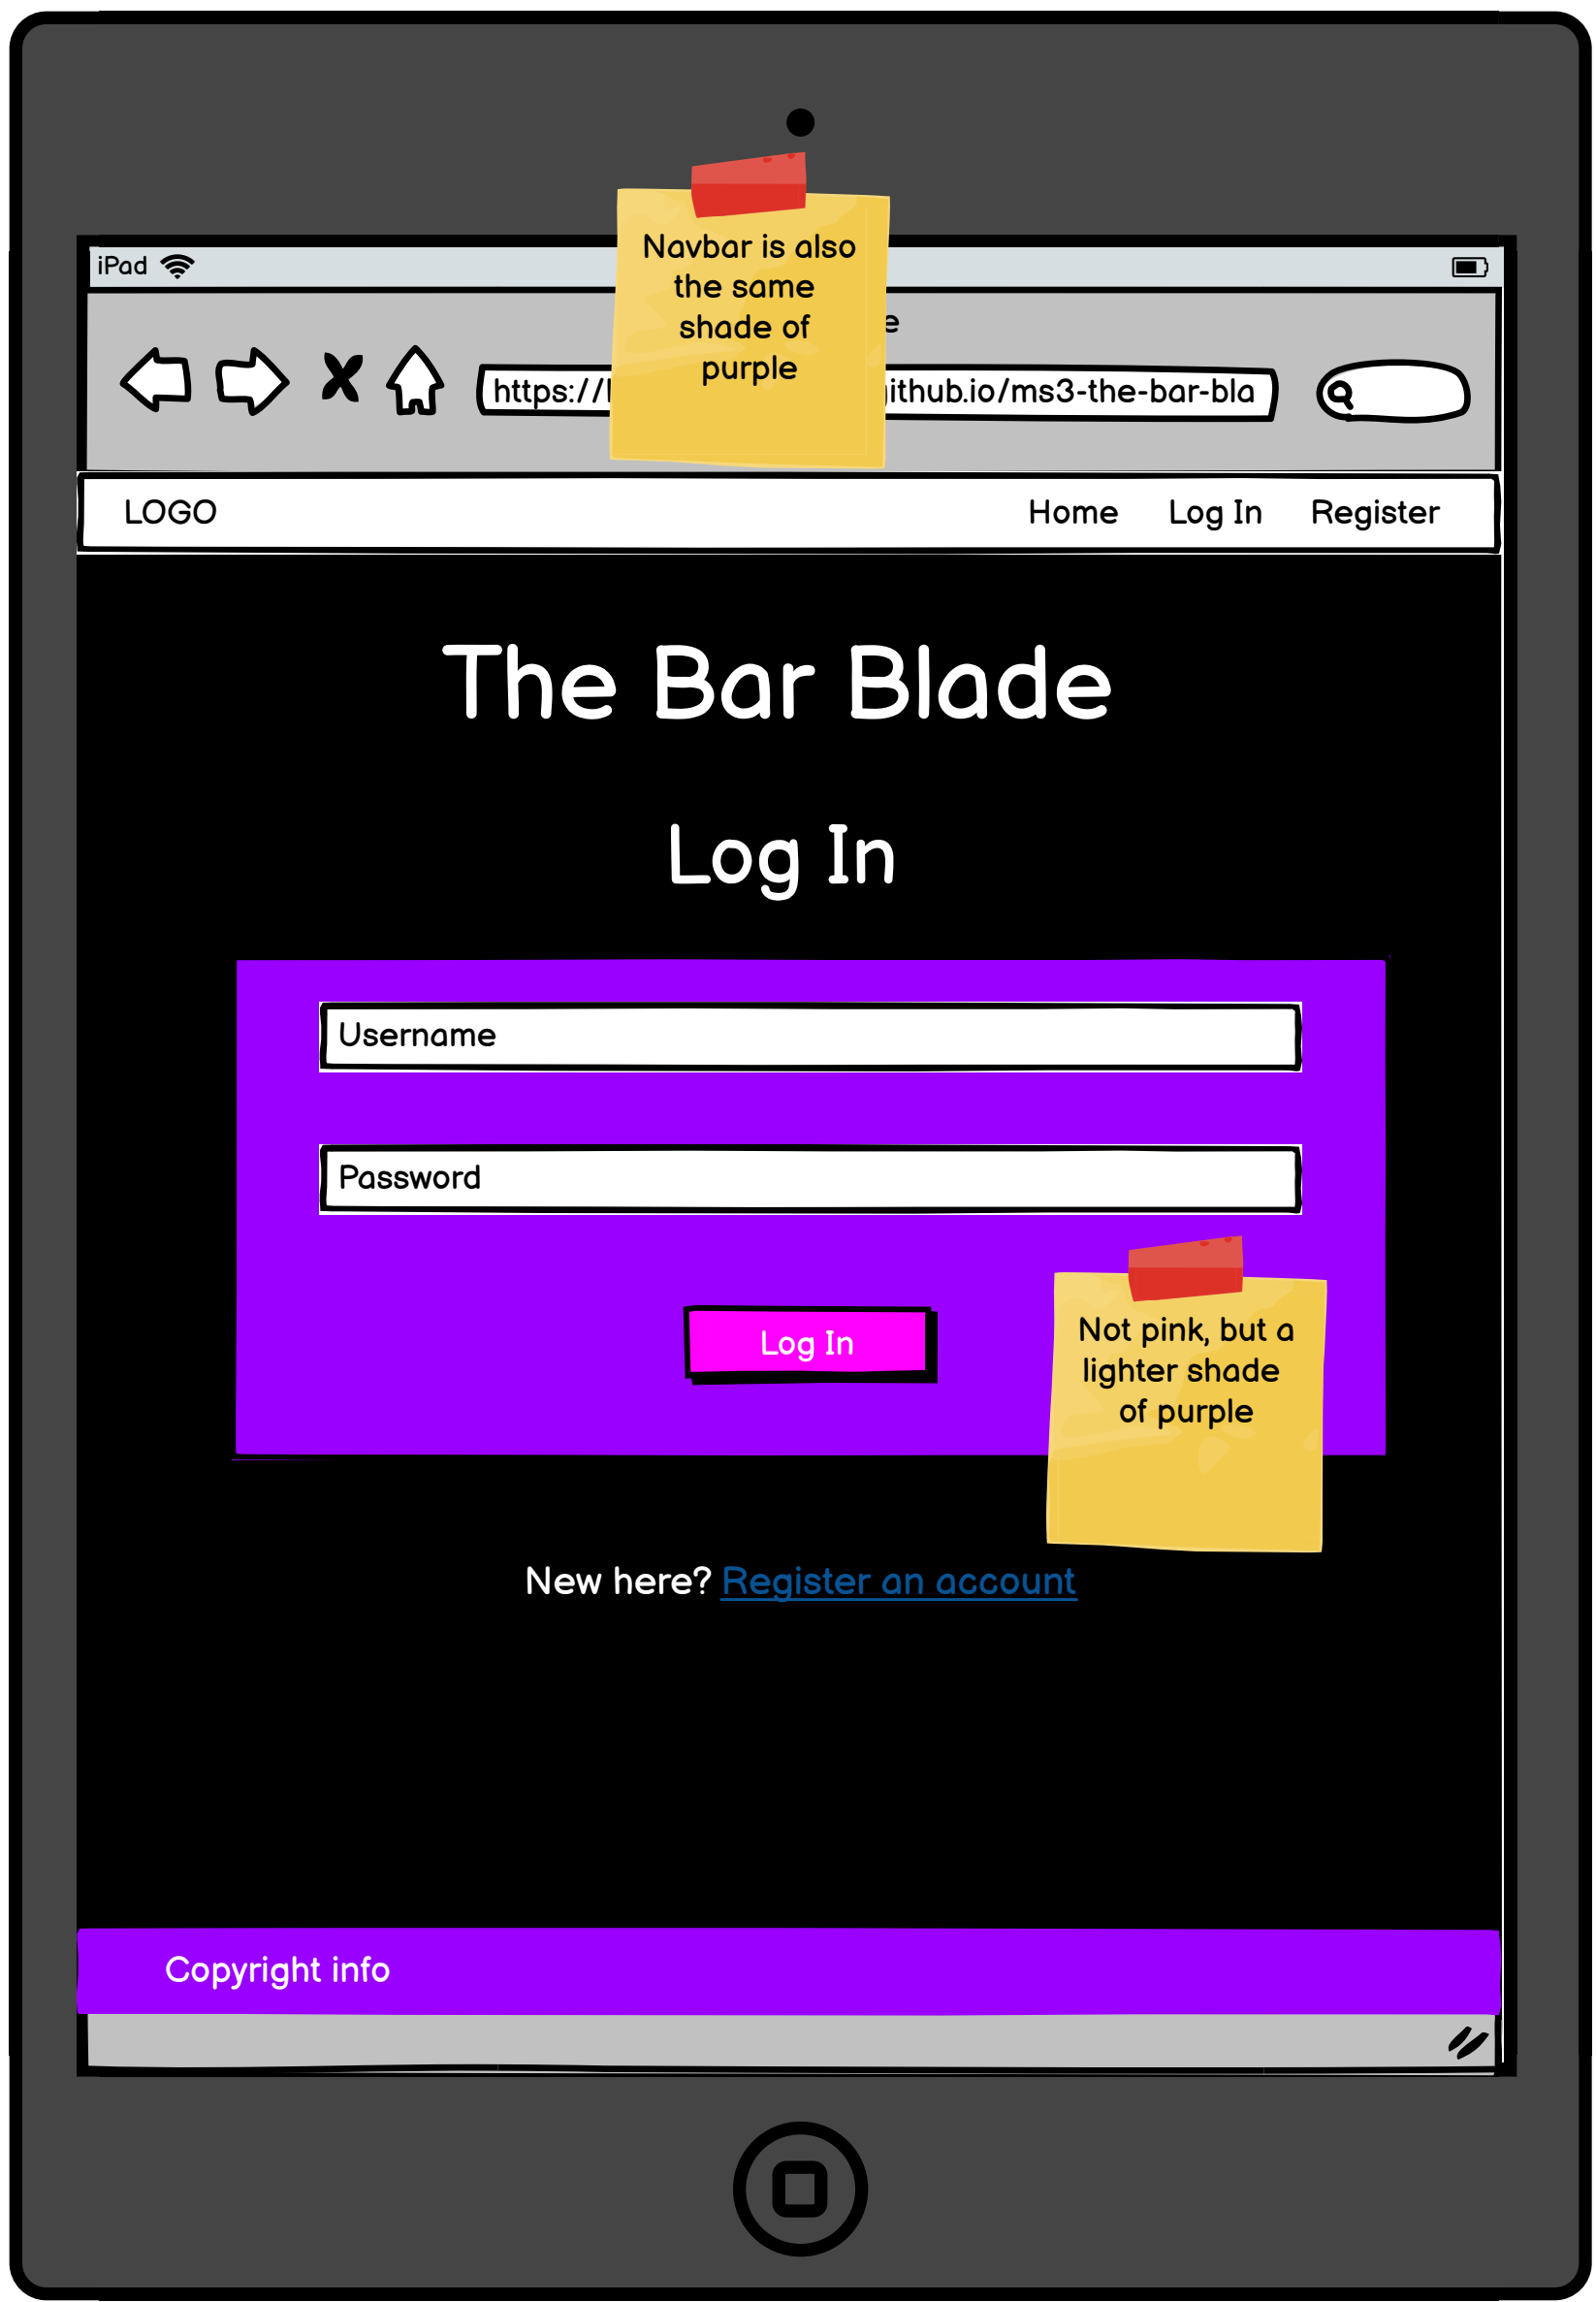 Navbar is also
the same
shade of
purple
iPad
e
https:// github.io/ms3-the-bar-bla
LOGO Home Log In Register
The Bar Blade
Log In
Username
Password
Log In
Not pink, but a
lighter shade
of purple
New here? Register an account
Copyright info